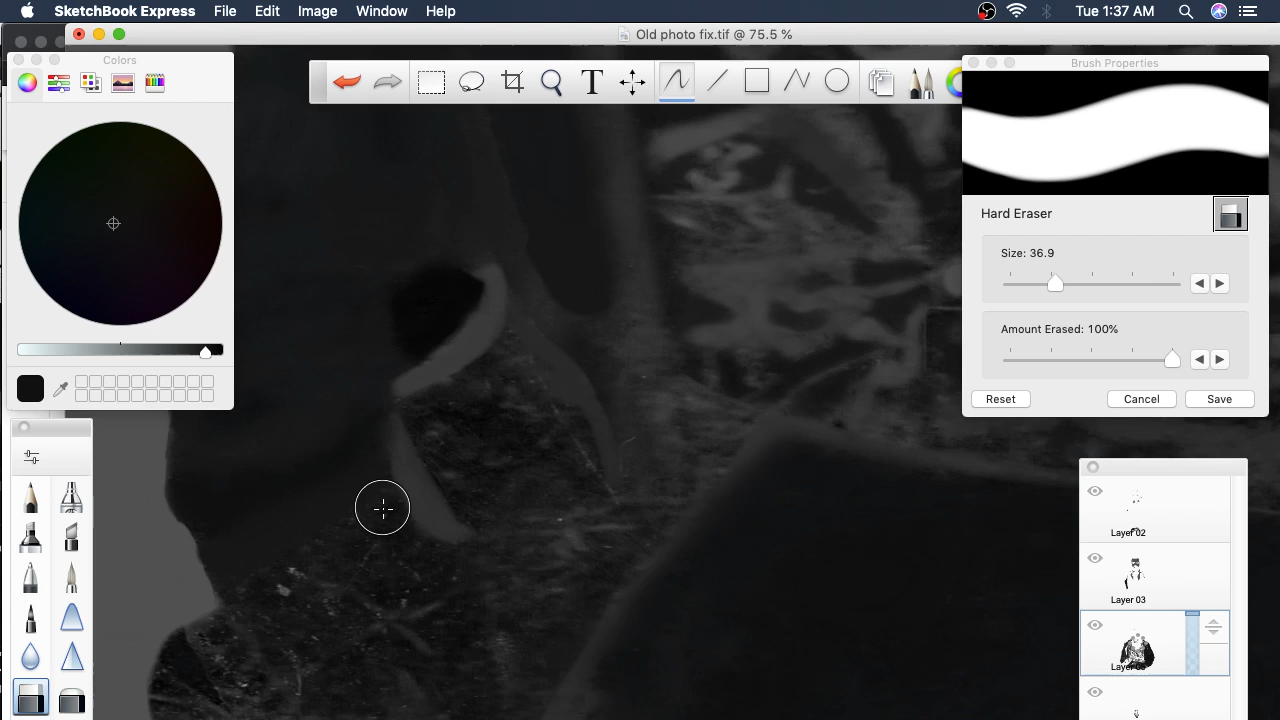 SketchBook Express File Edit Image Window Help Tue 1:37 AM
Old photo fix.tif @ 75.5 %
Colors
T
Brush Properties
Hard Eraser
Size: 36.9
Amount Erased: 100%
Reset Cancel Save
Layer 02
Layer 03